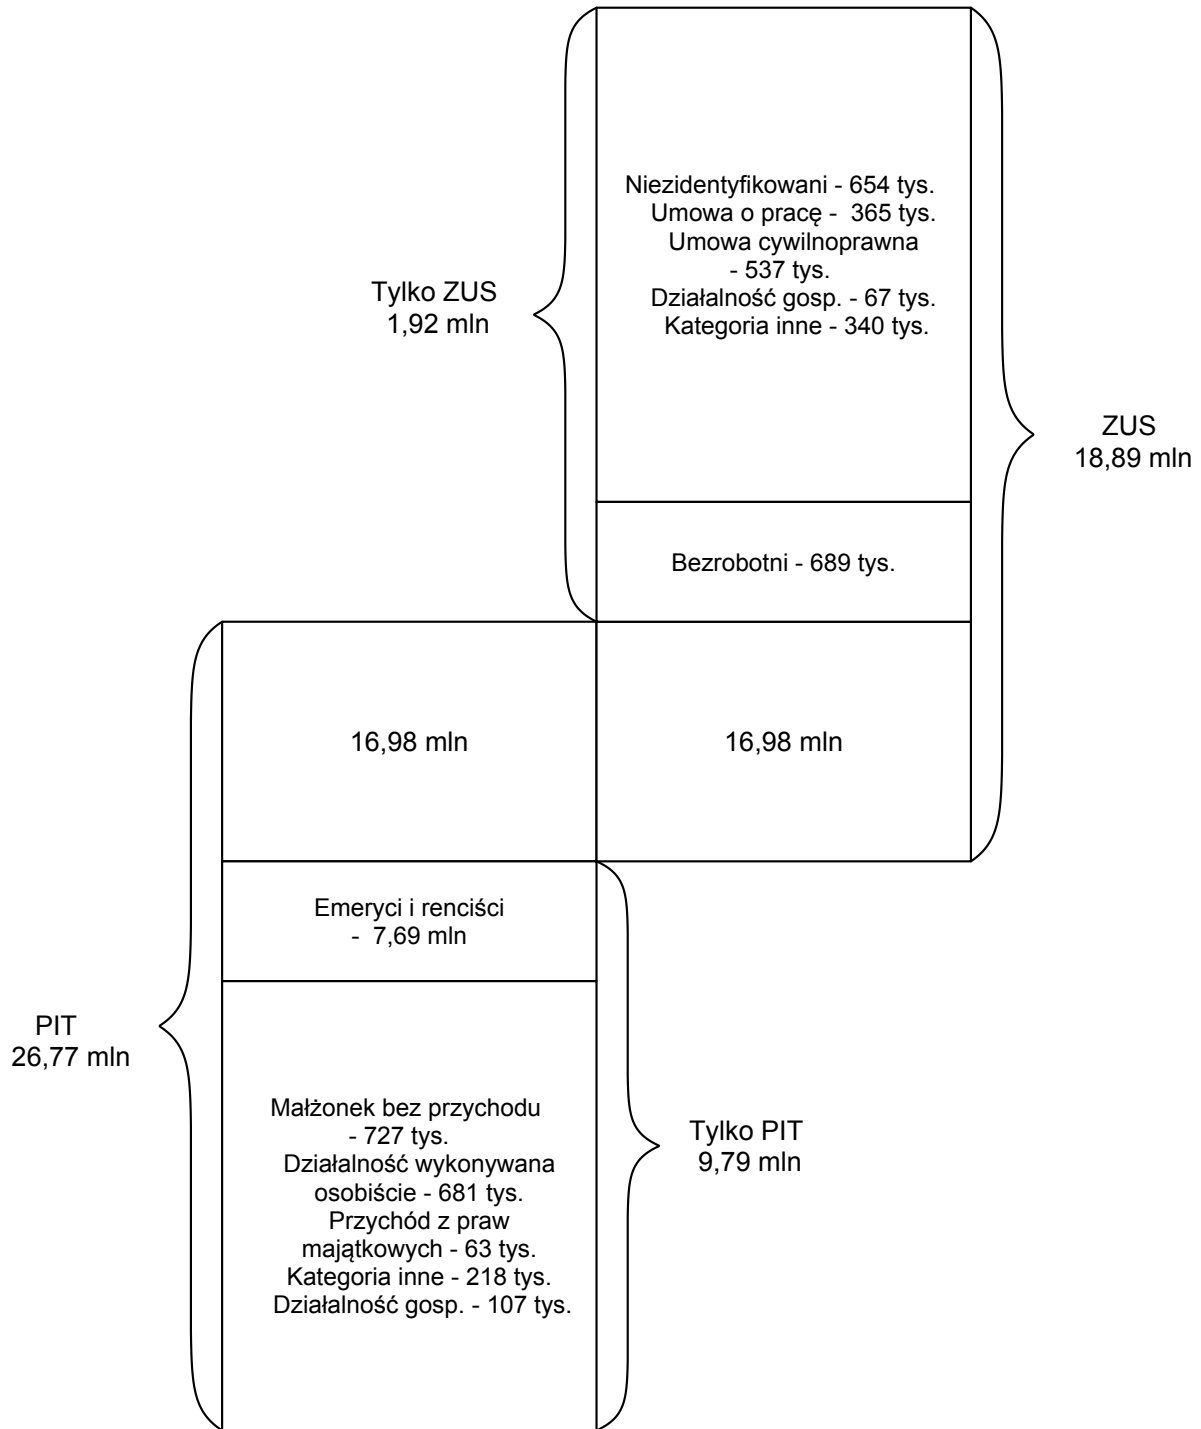 Niezidentyfikowani - 654 tys.
Umowa o pracę -  365 tys.
Umowa cywilnoprawna
- 537 tys.
Działalność gosp. - 67 tys.
Kategoria inne - 340 tys.
Tylko ZUS
1,92 mln
ZUS
18,89 mln
Bezrobotni - 689 tys.
16,98 mln
16,98 mln
Emeryci i renciści
-  7,69 mln
PIT
26,77 mln
Małżonek bez przychodu
- 727 tys.
Działalność wykonywana
osobiście - 681 tys.
Przychód z praw
majątkowych - 63 tys.
Kategoria inne - 218 tys.
Działalność gosp. - 107 tys.
Tylko PIT
9,79 mln